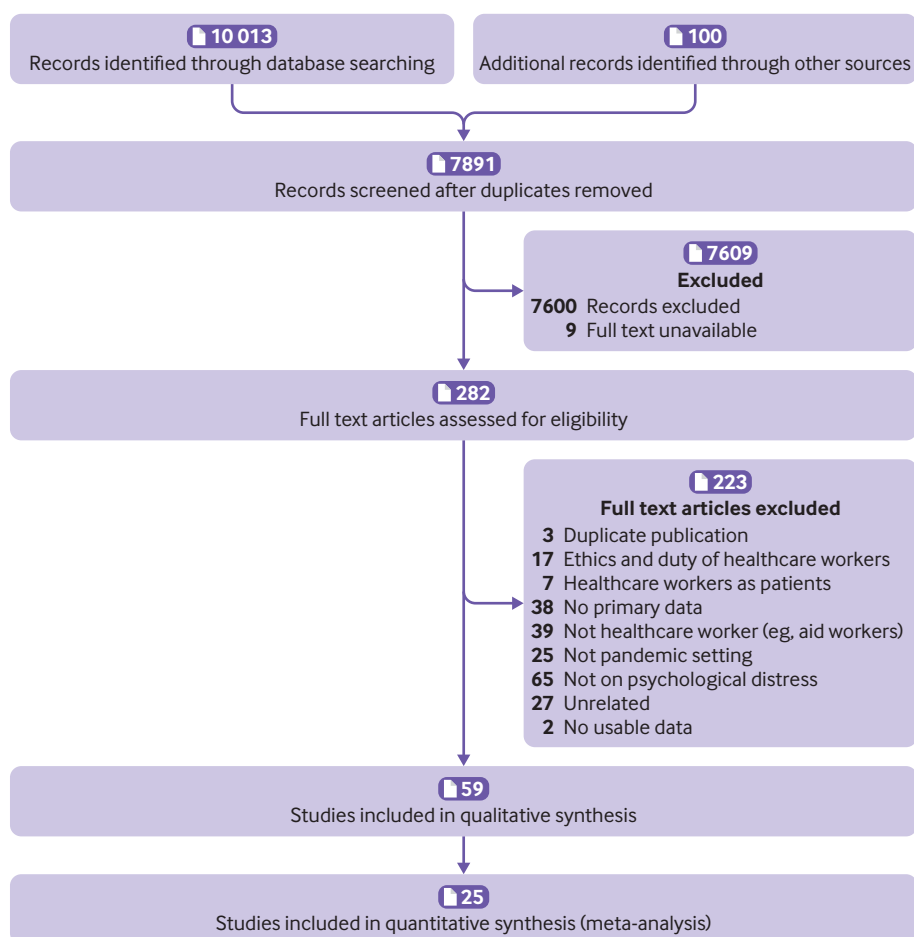 10 013
Records identified through database searching
100
Additional records identified through other sources
7891
Records screened after duplicates removed
7609
Excluded
7600 Records excluded
9 Full text unavailable
282
Full text articles assessed for eligibility
223
Full text articles excluded
3 Duplicate publication
17 Ethics and duty of healthcare workers
7 Healthcare workers as patients
38 No primary data
39 Not healthcare worker (eg, aid workers)
25 Not pandemic setting
65 Not on psychological distress
27 Unrelated
2 No usable data
59
Studies included in qualitative synthesis
25
Studies included in quantitative synthesis (meta-analysis)